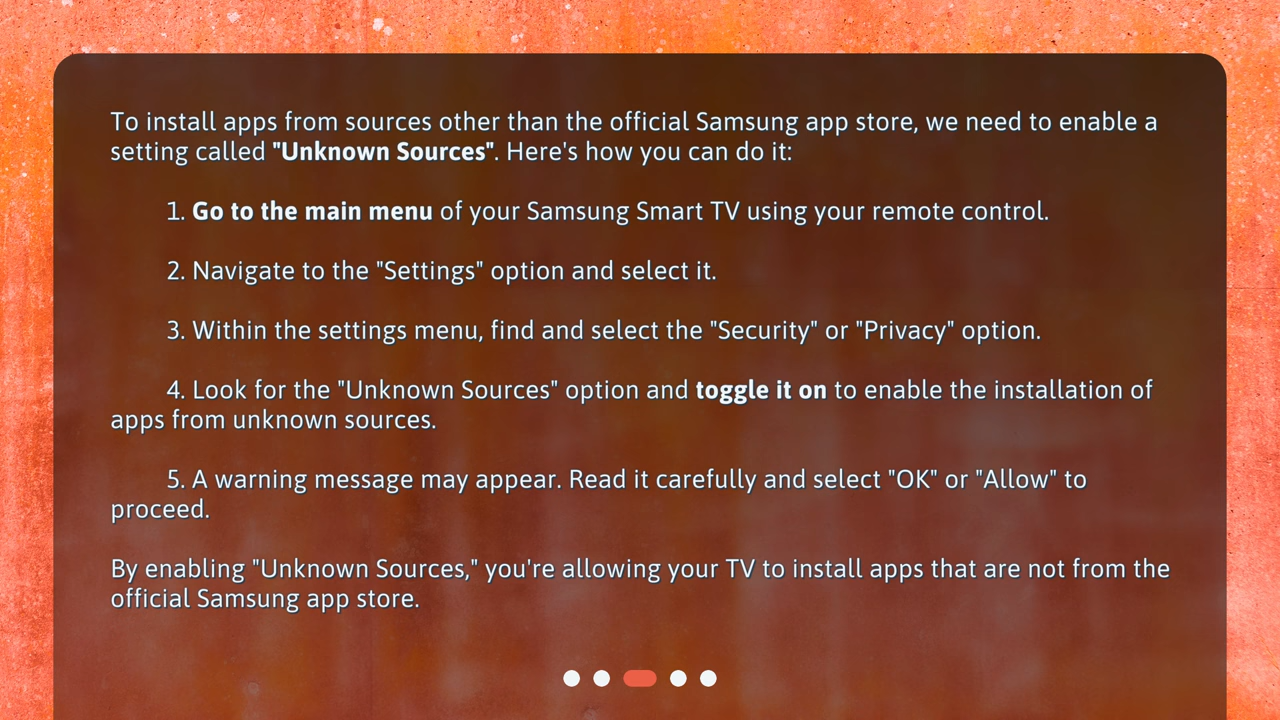 To install apps from sources other than the official Samsung app store, we need to enable a
setting called "Unknown Sources". Here's how you can do it:
1. Go to the main menu of your Samsung Smart TV using your remote control.
2. Navigate to the "Settings" option and select it.
3. Within the settings menu, find and select the "Security" or "Privacy" option.
4. Look for the "Unknown Sources" option and toggle it on to enable the installation of
apps from unknown sources.
5. A warning message may appear. Read it carefully and select "OK" or "Allow" to
proceed.
By enabling "Unknown Sources," you're allowing your TV to install apps that are not from the
official Samsung app store.